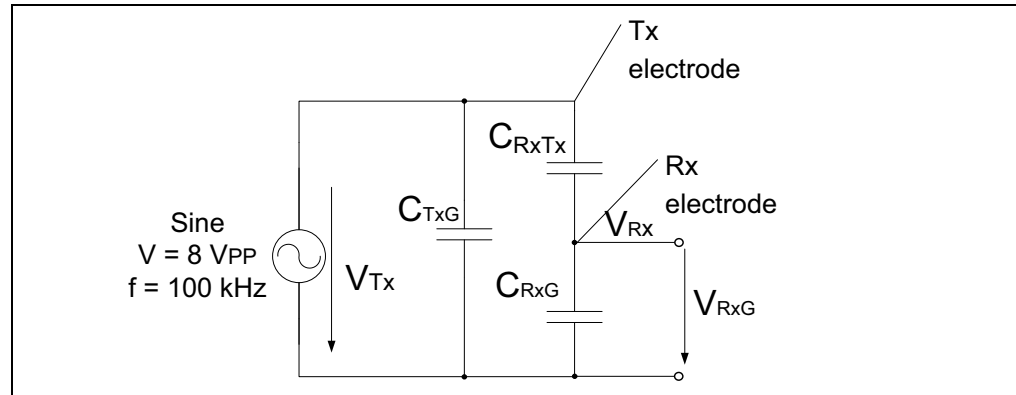 Tx
electrode
CRxTx
Rx
electrode
CTxG
VRx
Sine
V = 8 VPP
f = 100 kHz
VTx
CRxG
VRxG